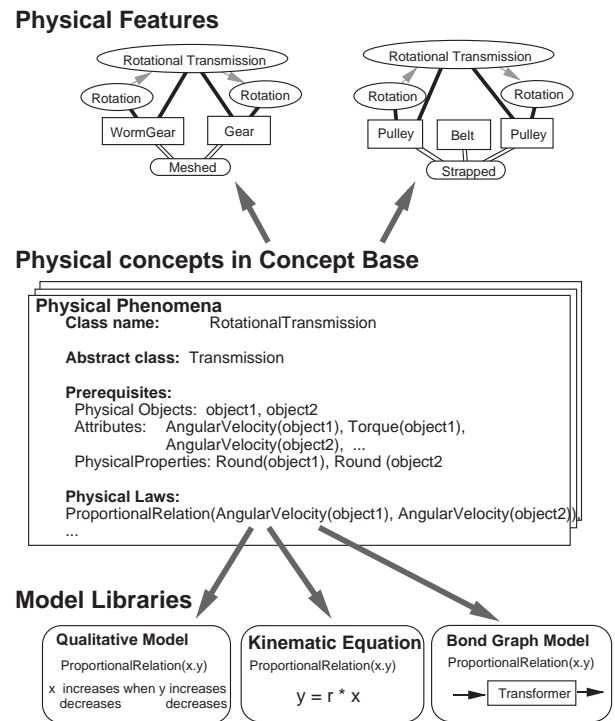 Physical Features
Rotational Transmission
Rotation
Rotation
WormGear
Gear
Meshed
Rotational Transmission
Rotation
Rotation
Pulley
Belt
Pulley
Strapped
Physical concepts in Concept Base
Physical Phenomena
Class name: RotationalTransmission
Abstract class: Transmission
Prerequisites:
Physical Objects: object1, object2
Attributes: AngularVelocity(object1), Torque(object1),
AngularVelocity(object2), ...
PhysicalProperties: Round(object1), Round (object2
Physical Laws:
ProportionalRelation(AngularVelocity(object1), AngularVelocity(object2)),
...
Model Libraries
Qualitative Model
ProportionalRelation(x.y)
x increases when y increases
decreases decreases
Kinematic Equation
ProportionalRelation(x.y)
y = r * x
Bond Graph Model
ProportionalRelation(x.y)
Transformer